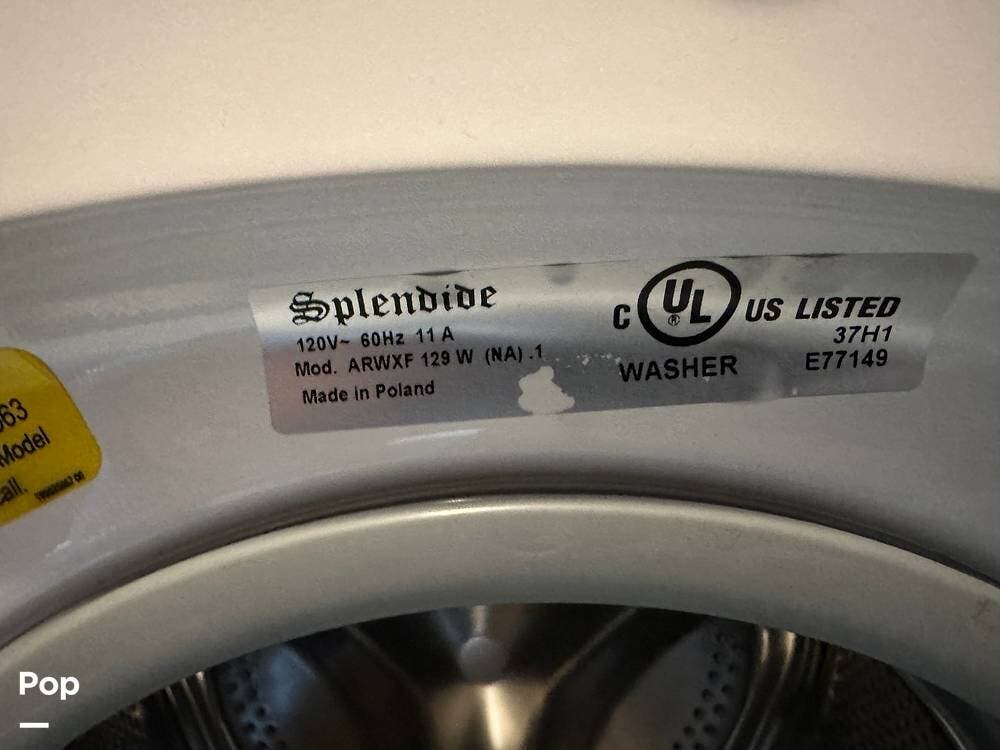 Splendide
120V~ 60Hz 11 A
Mod. ARWXF 129 W (NA) .1
Made in Poland
C UL® US LISTED
37H1
E77149
WASHER
63
Model
Pop